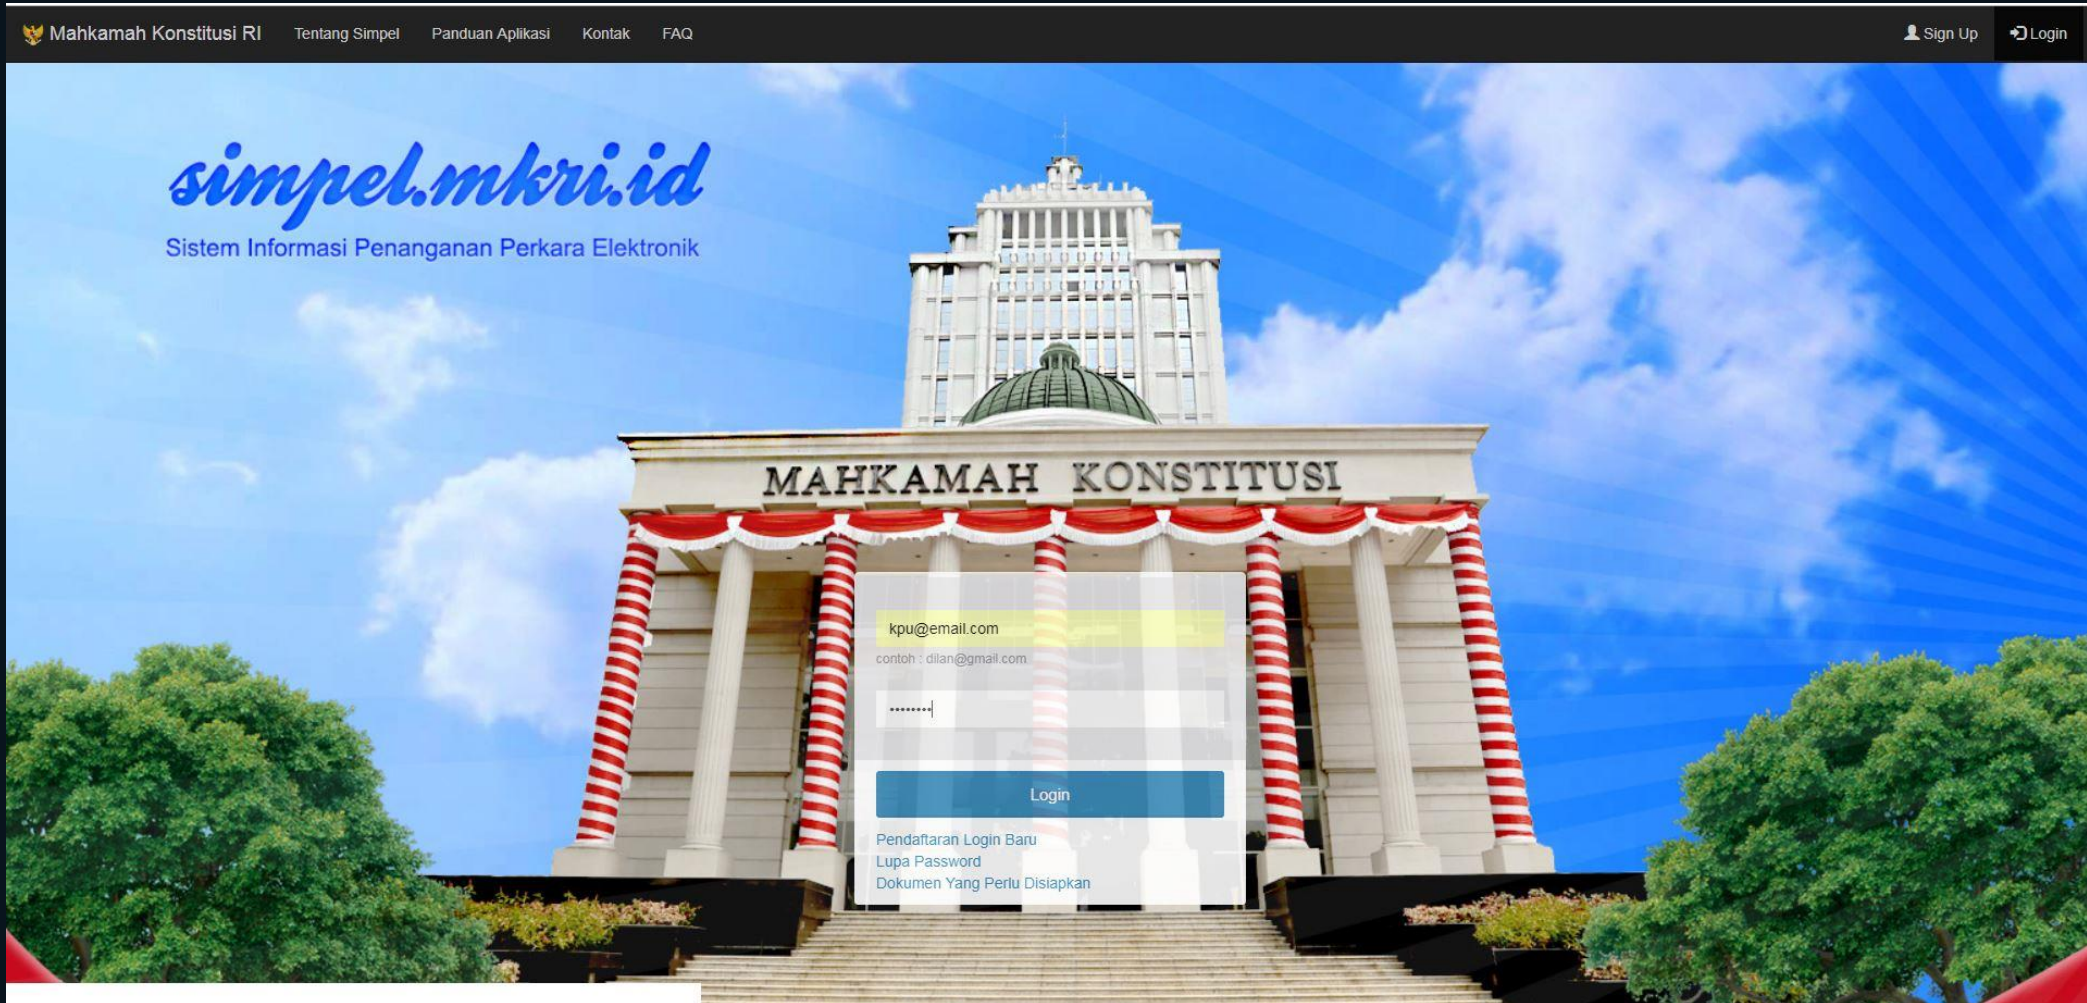 Mahkamah Konstitusi RI Tentang Simpel Panduan Aplikasi Kontak FAQ Sign Up Login
simpel.mkri.id
Sistem Informasi Penanganan Perkara Elektronik
MAHKAMAH KONSTITUSI
kpu@email.com
contoh : dilan@gmail.com
••••••••
Login
Pendaftaran Login Baru
Lupa Password
Dokumen Yang Perlu Disiapkan